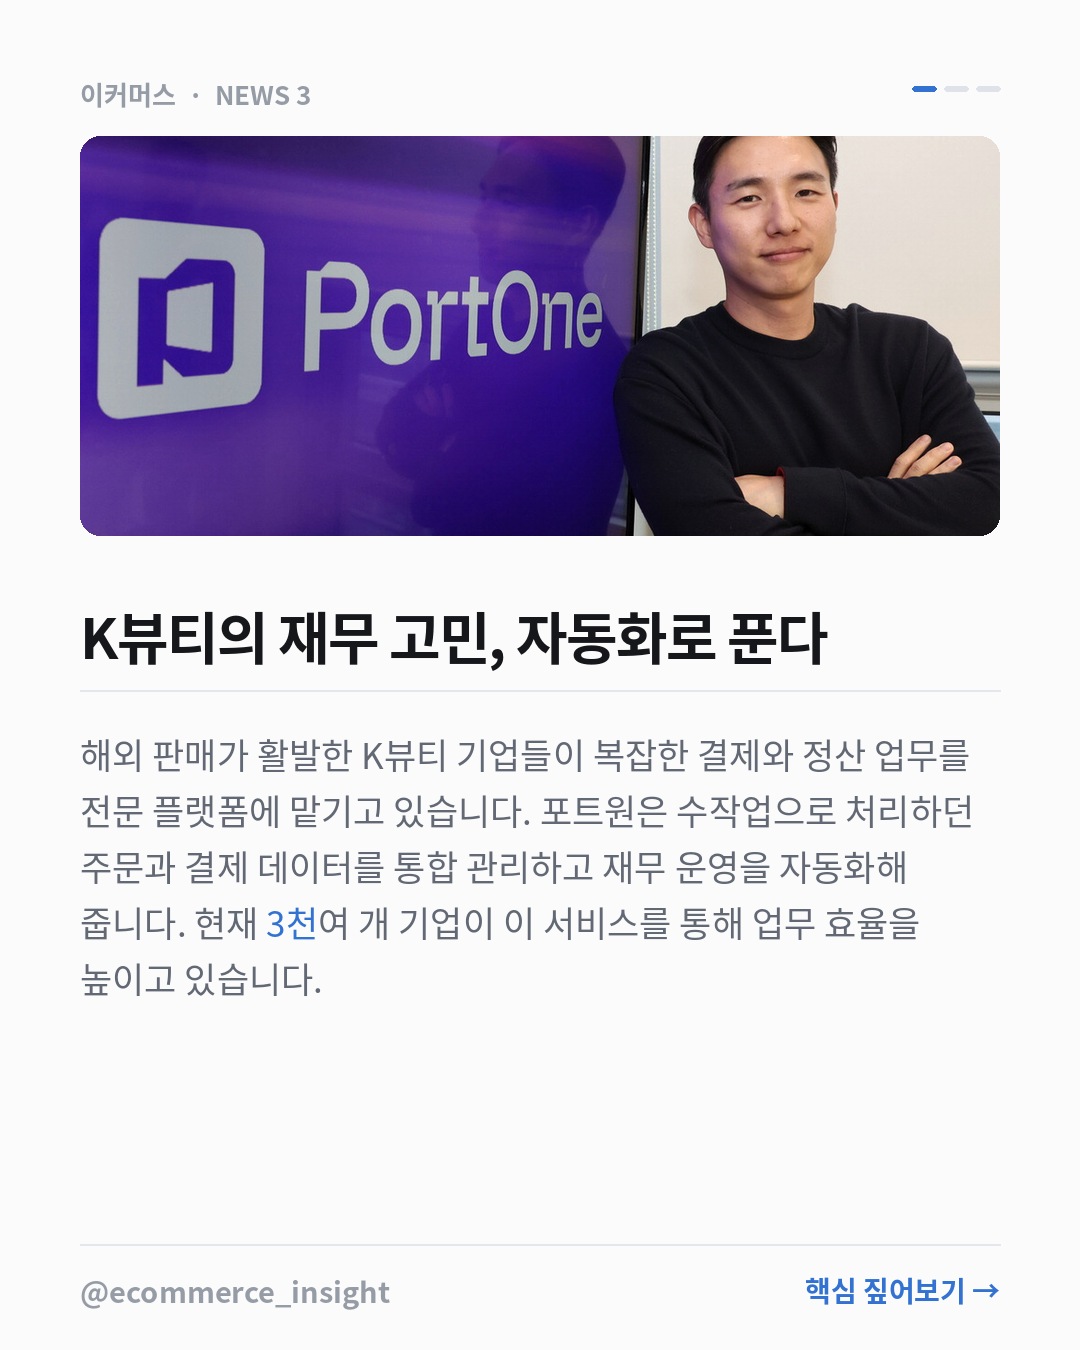 이커머스 · NEWS 3
PortOne
K뷰티의 재무 고민, 자동화로 푼다
해외 판매가 활발한 K뷰티 기업들이 복잡한 결제와 정산 업무를
전문 플랫폼에 맡기고 있습니다. 포트원은 수작업으로 처리하던
주문과 결제 데이터를 통합 관리하고 재무 운영을 자동화해
줍니다. 현재 3천여 개 기업이 이 서비스를 통해 업무 효율을
높이고 있습니다.
@ecommerce_insight
핵심 짚어보기 →